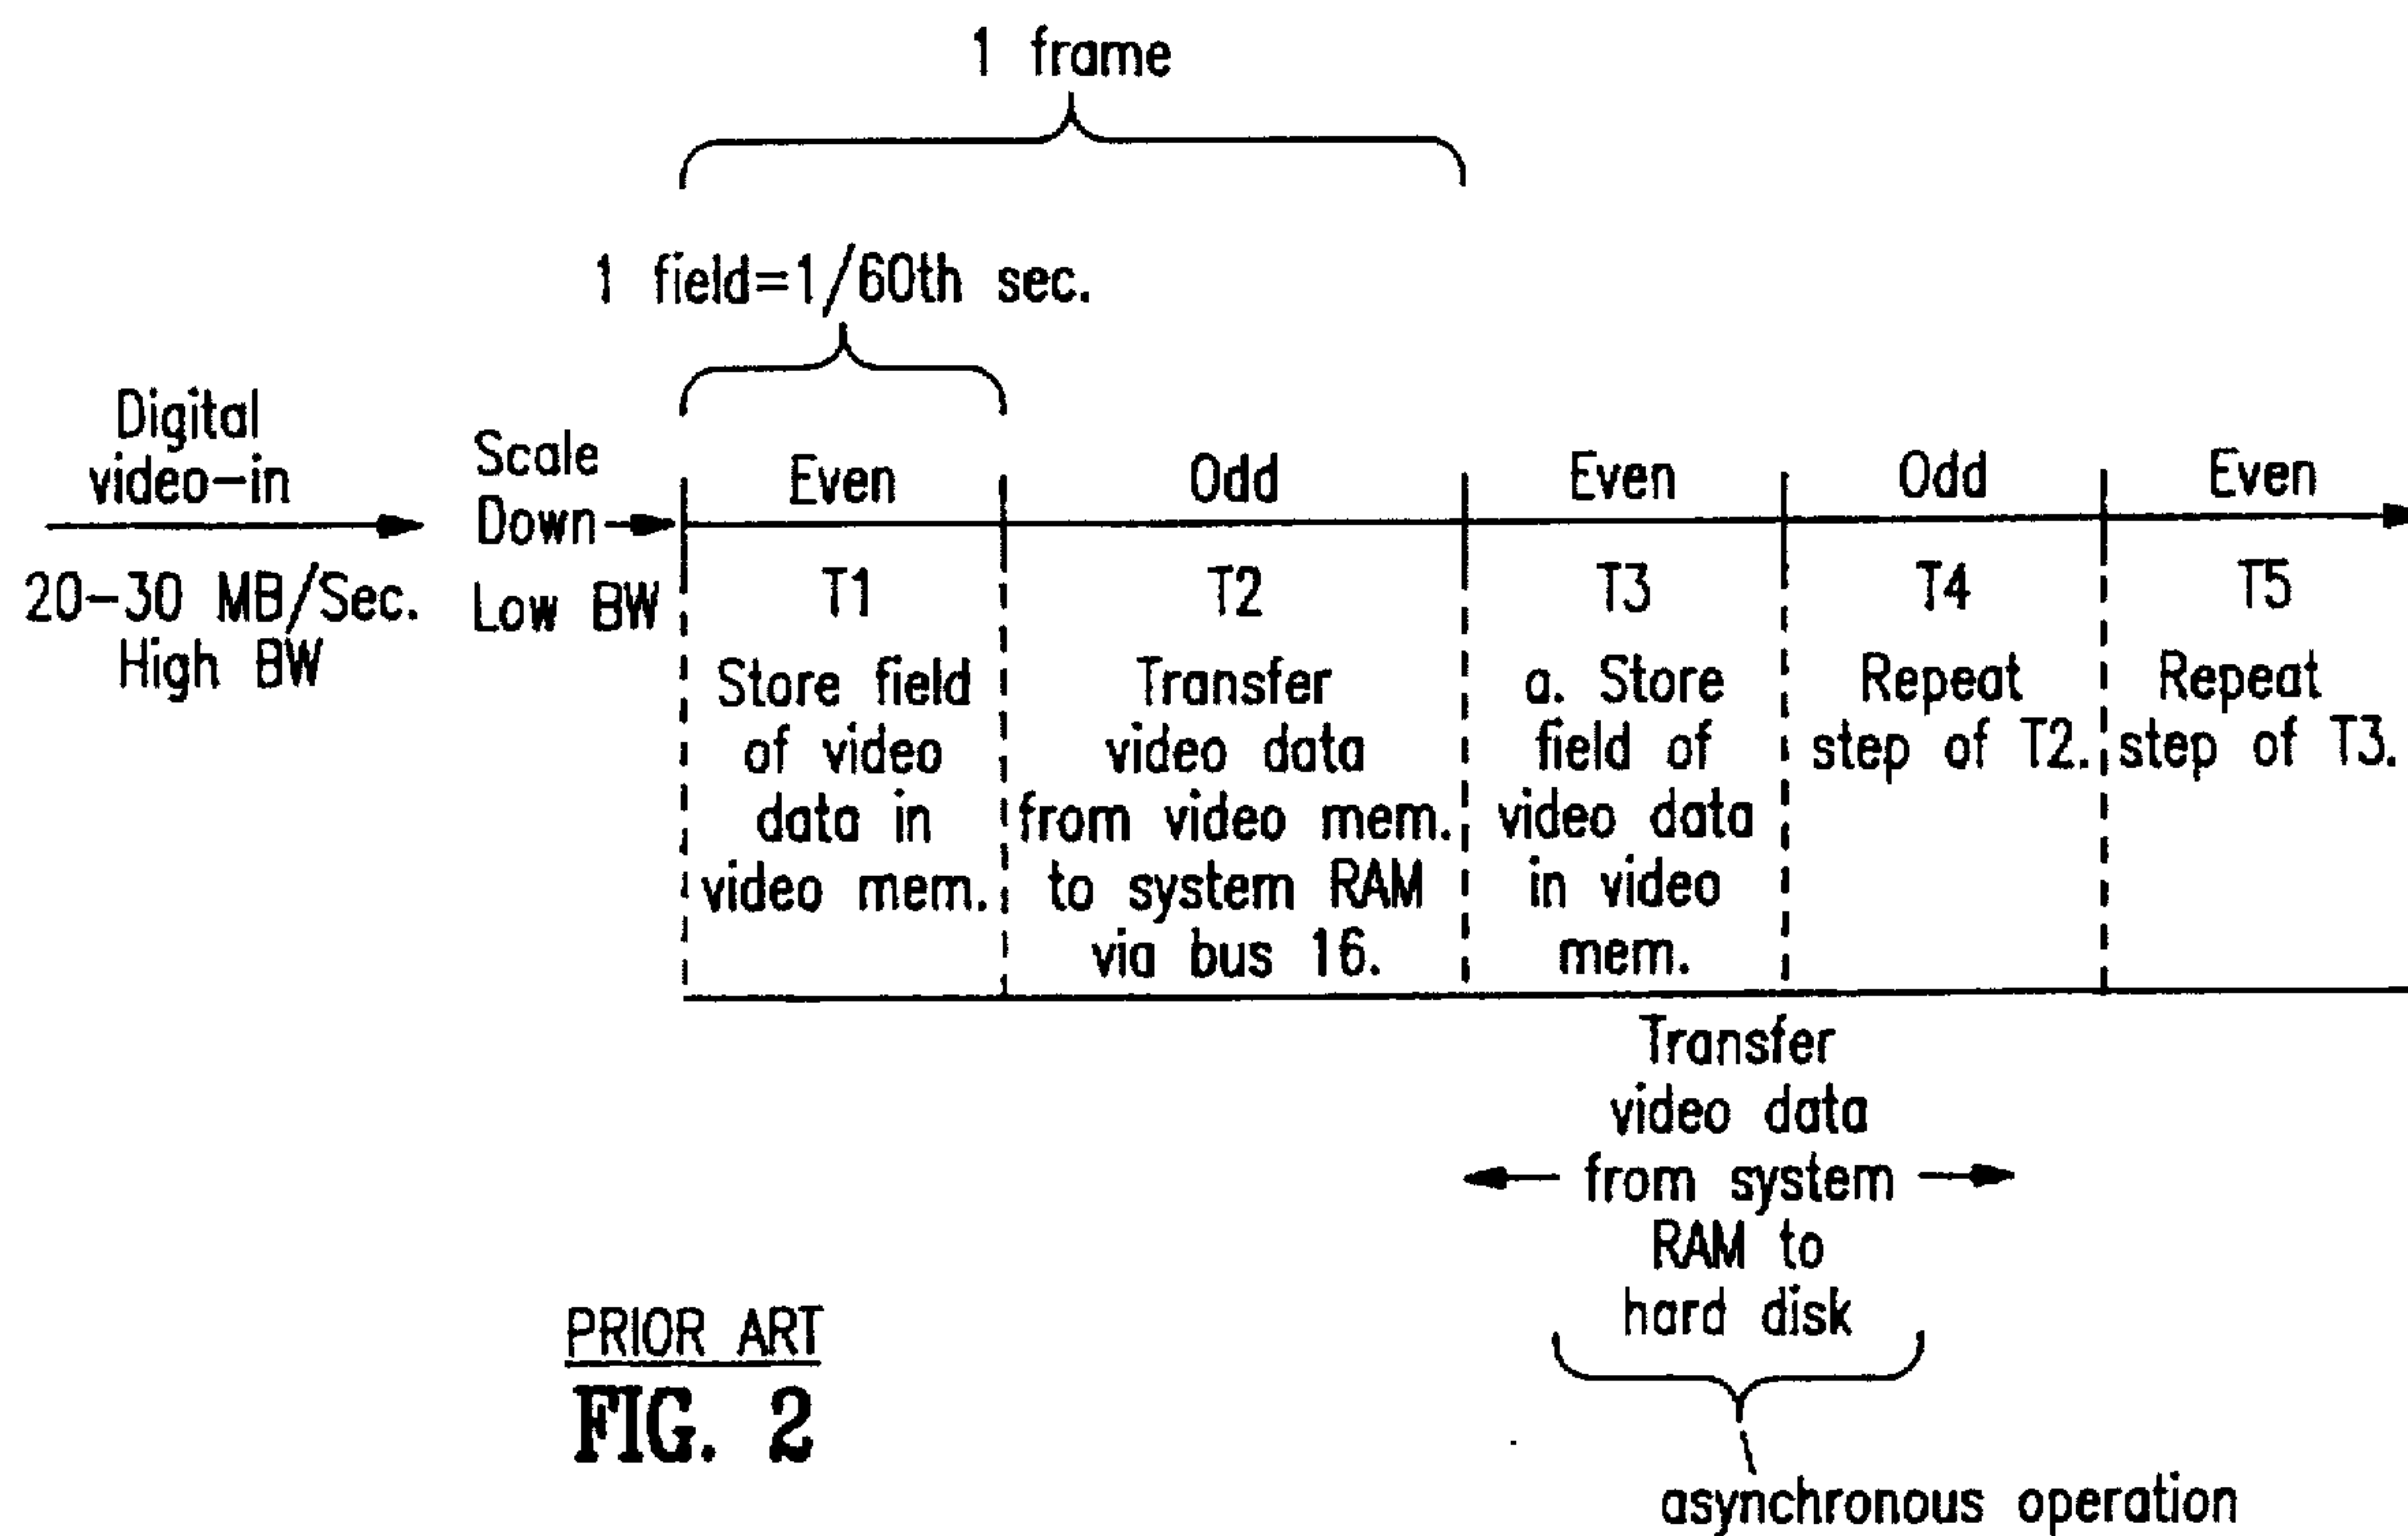 1 frame
1 field=1/60th sec.
Digital
video-in
20-30 MB/Sec.
High BW
Scale
Down
Low BW
Even
T1
Store field
of video
data in
video mem.
Odd
T2
Transfer
video data
from video mem.
to system RAM
via bus 16.
Even
T3
a. Store
field of
video data
in video
mem.
Odd
T4
Repeat
step of T2.
Even
T5
Repeat
step of T3.
Transfer
video data
from system
RAM to
hard disk
asynchronous operation
PRIOR ART
FIG. 2